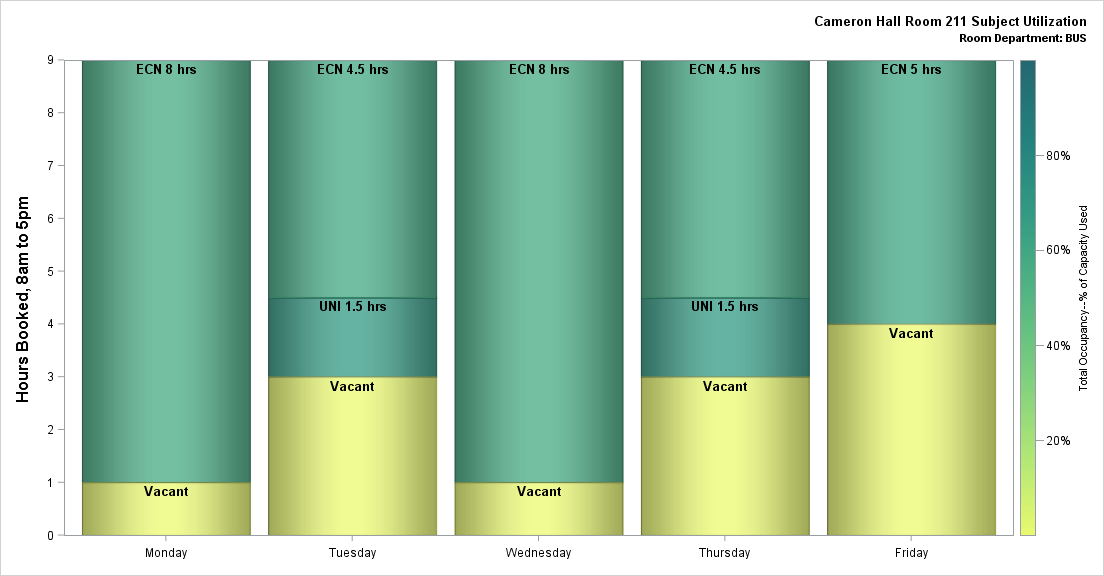 Cameron Hall Room 211 Subject Utilization
Room Department: BUS
Hours Booked, 8am to 5pm
9
8
7
6
5
4
3
2
1
0
ECN 8 hrs
Vacant
ECN 4.5 hrs
UNI 1.5 hrs
Vacant
ECN 8 hrs
Vacant
ECN 4.5 hrs
UNI 1.5 hrs
Vacant
ECN 5 hrs
Vacant
Monday
Tuesday
Wednesday
Thursday
Friday
80%
60%
40%
20%
Total Occupancy--% of Capacity Used